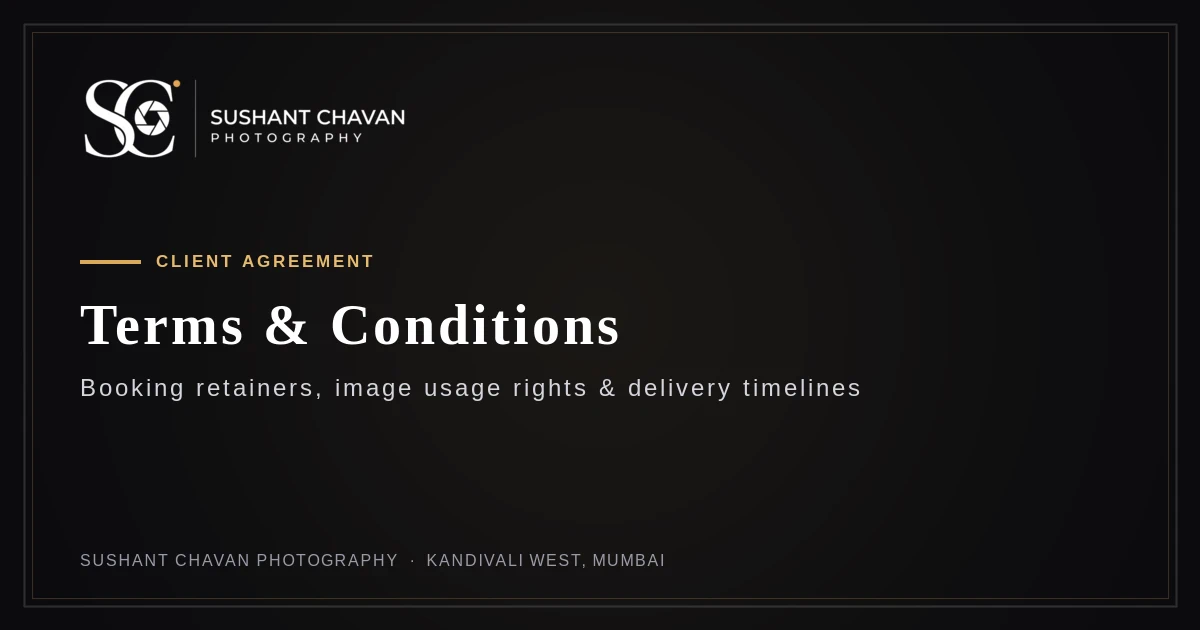 SC
SUSHANT CHAVAN
PHOTOGRAPHY
CLIENT AGREEMENT
Terms & Conditions
Booking retainers, image usage rights & delivery timelines
SUSHANT CHAVAN PHOTOGRAPHY · KANDIVALI WEST, MUMBAI